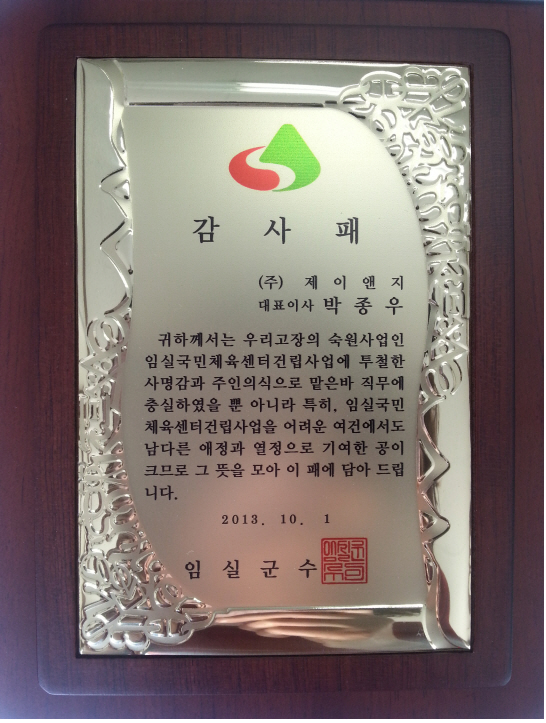 감 사 패
(주) 제 이 앤 지
대표이사 박 종 우
귀하께서는 우리고장의 숙원사업인
임실국민체육센터건립사업에 투철한
사명감과 주인의식으로 맡은바 직무에
충실하였을 뿐 아니라 특히, 임실국민
체육센터건립사업을 어려운 여건에서도
남다른 애정과 열정으로 기여한 공이
크므로 그 뜻을 모아 이 패에 담아 드립
니다.
2013. 10. 1
임 실 군 수